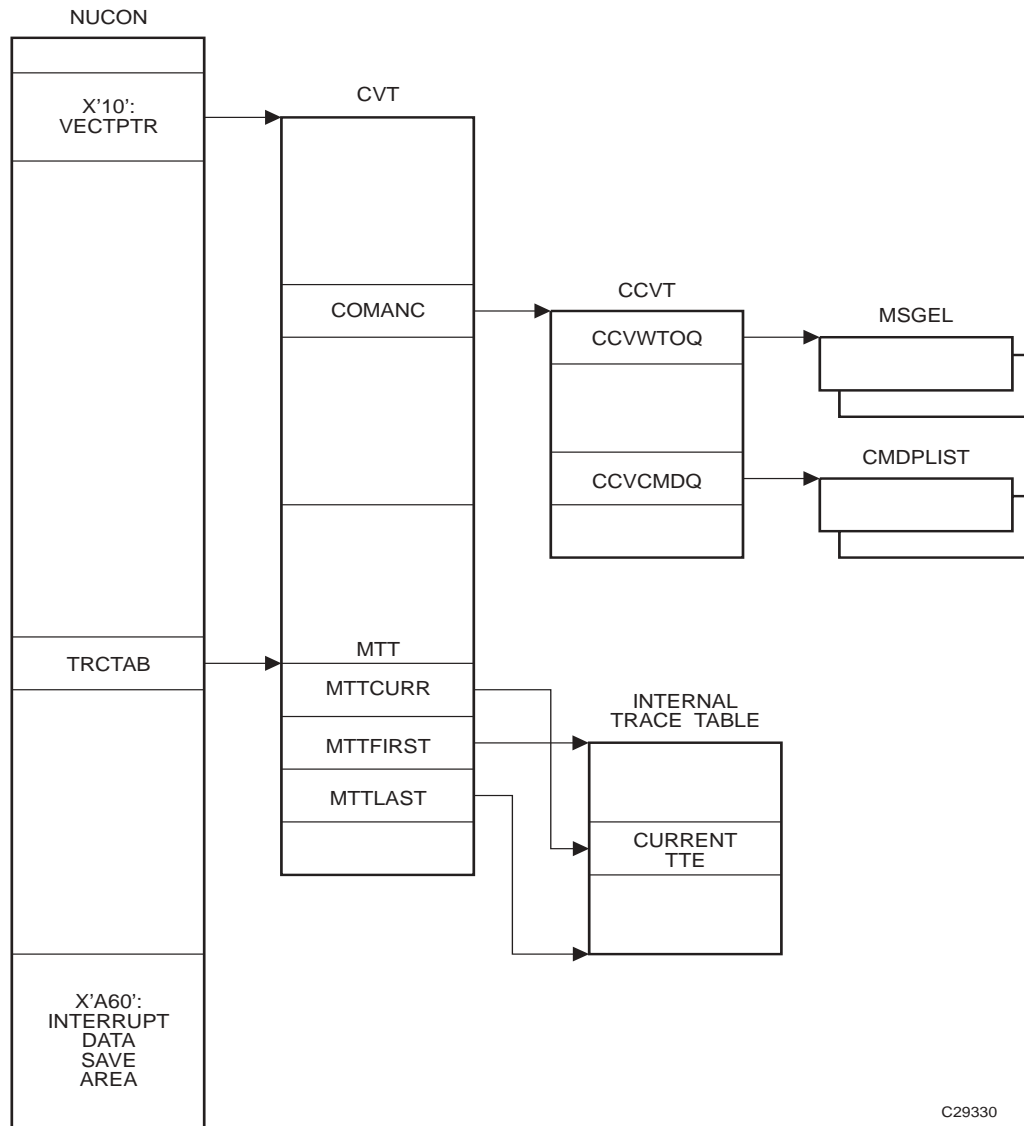 NUCON
X'10':
VECTPTR
CVT
COMANC
CCVT
CCVWTOQ
MSGEL
CCVCMDQ
CMDPLIST
TRCTAB
MTT
MTTCURR
MTTFIRST
MTTLAST
INTERNAL
TRACE TABLE
CURRENT
TTE
X'A60':
INTERRUPT
DATA
SAVE
AREA
C29330